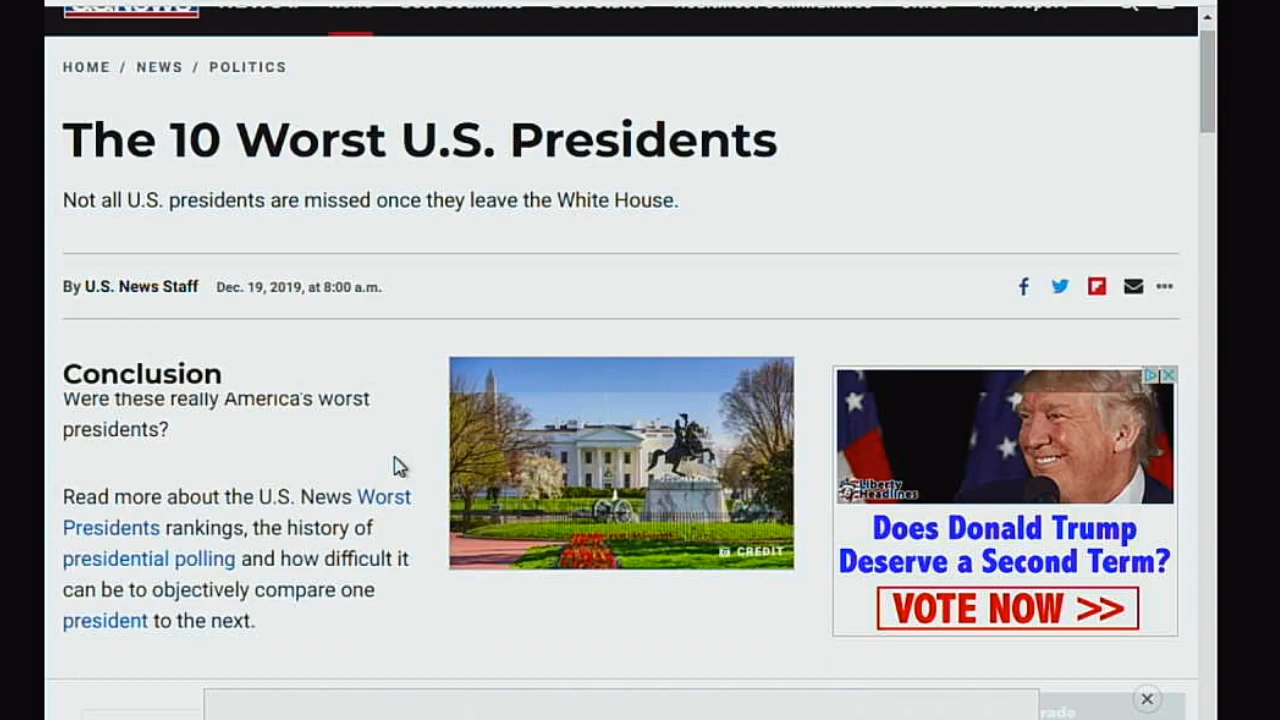 HOME / NEWS / POLITICS
The 10 Worst U.S. Presidents
Not all U.S. presidents are missed once they leave the White House.
By U.S. News Staff Dec. 19, 2019, at 8:00 a.m.
Conclusion
Were these really America's worst
presidents?
Read more about the U.S. News Worst
Presidents rankings, the history of
presidential polling and how difficult it
can be to objectively compare one
president to the next.
CREDIT
Liberty
Headlines
Does Donald Trump
Deserve a Second Term?
VOTE NOW >>